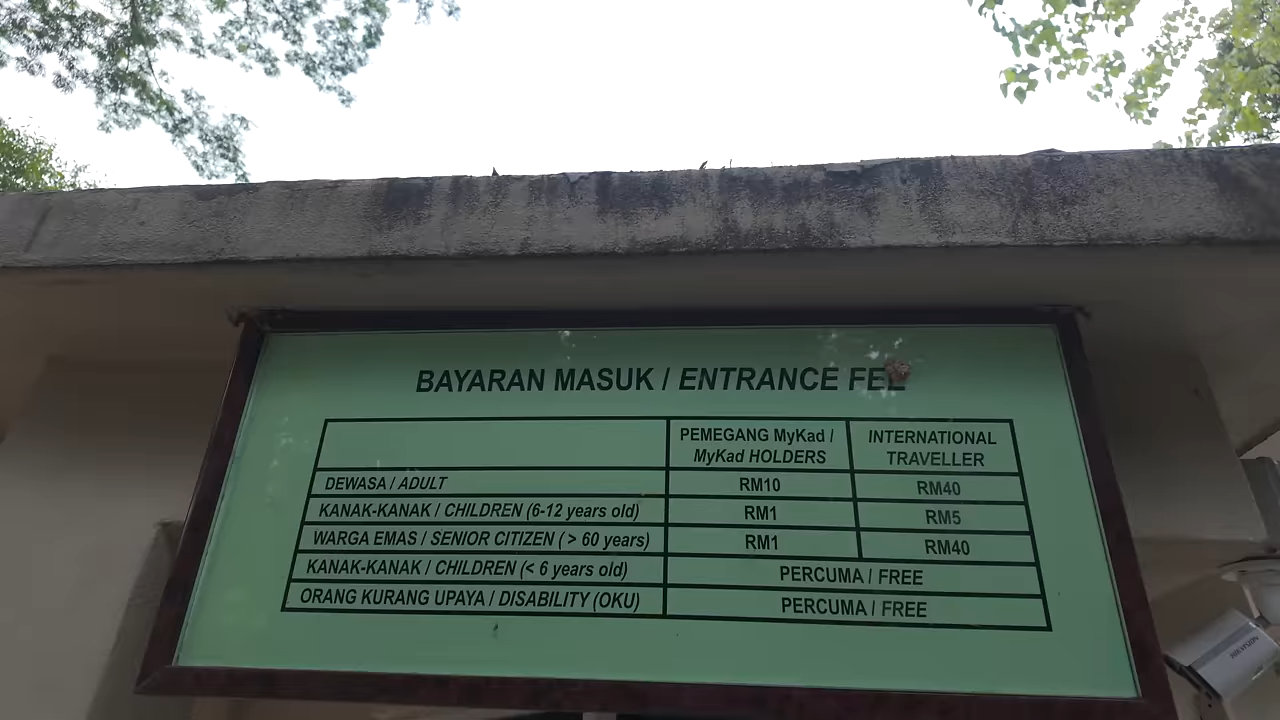 BAYARAN MASUK / ENTRANCE FEE
PEMEGANG MyKad / MyKad HOLDERS INTERNATIONAL TRAVELLER
DEWASA / ADULT RM10 RM40
KANAK-KANAK / CHILDREN (6-12 years old) RM1 RM5
WARGA EMAS / SENIOR CITIZEN ( > 60 years) RM1 RM40
KANAK-KANAK / CHILDREN (< 6 years old) PERCUMA / FREE
ORANG KURANG UPAYA / DISABILITY (OKU) PERCUMA / FREE
HIKVISION